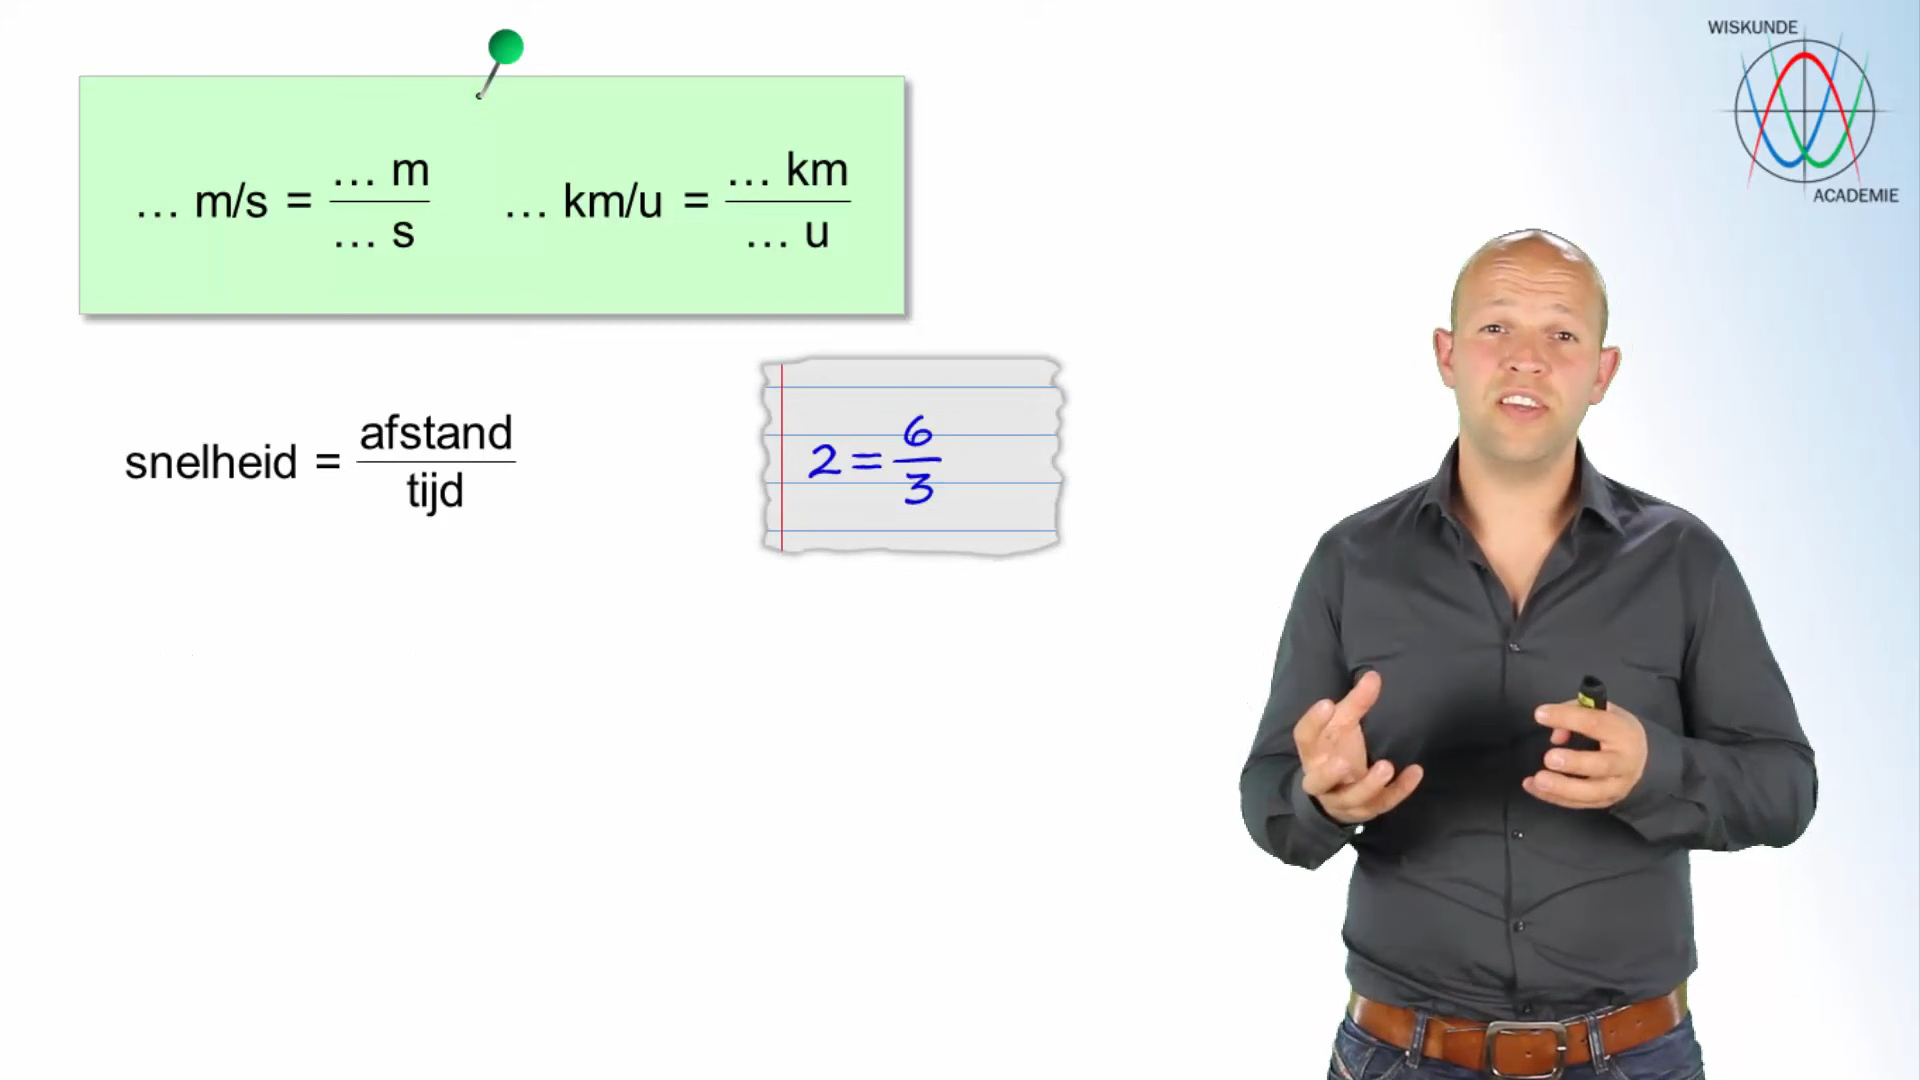 WISKUNDE
ACADEMIE
… m/s = … m / … s
… km/u = … km / … u
snelheid = afstand / tijd
2 = 6 / 3